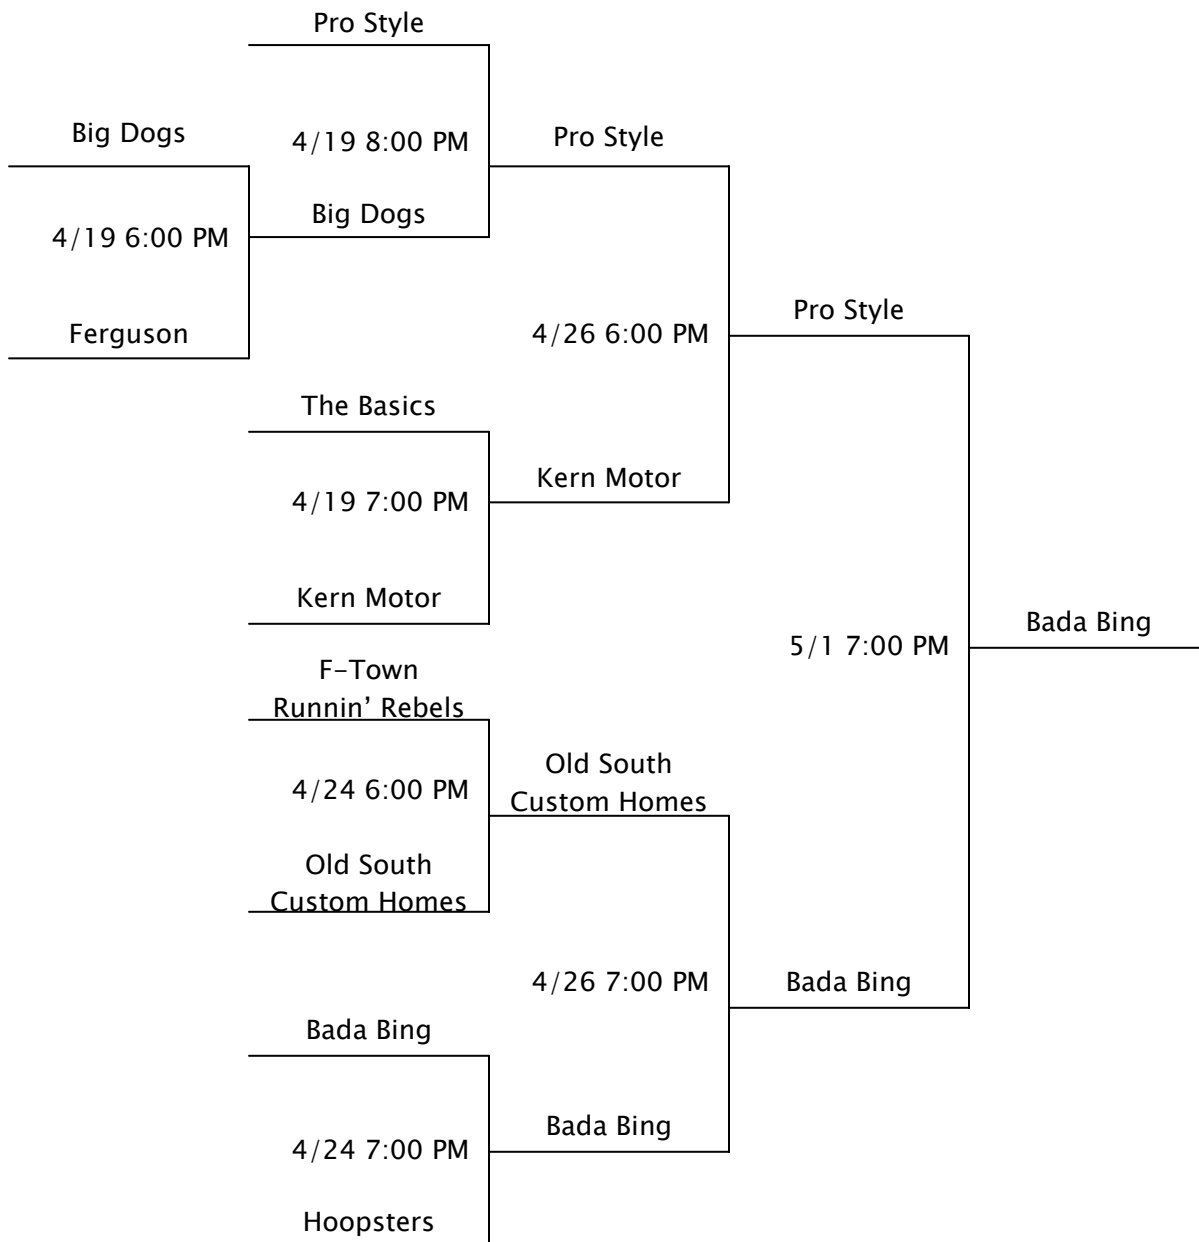 Pro Style
Big Dogs
4/19 8:00 PM
Pro Style
Big Dogs
4/19 6:00 PM
Pro Style
Ferguson
4/26 6:00 PM
The Basics
Kern Motor
4/19 7:00 PM
Kern Motor
Bada Bing
5/1 7:00 PM
F-Town
Runnin’ Rebels
Old South
4/24 6:00 PM
Custom Homes
Old South
Custom Homes
4/26 7:00 PM
Bada Bing
Bada Bing
Bada Bing
4/24 7:00 PM
Hoopsters